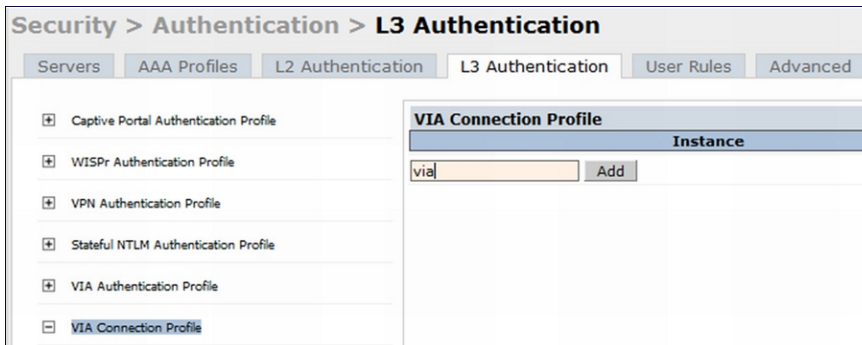 Security > Authentication > L3 Authentication
Servers AAA Profiles L2 Authentication L3 Authentication User Rules Advanced
Captive Portal Authentication Profile
WISPr Authentication Profile
VPN Authentication Profile
Stateful NTLM Authentication Profile
VIA Authentication Profile
VIA Connection Profile
VIA Connection Profile
Instance
via Add